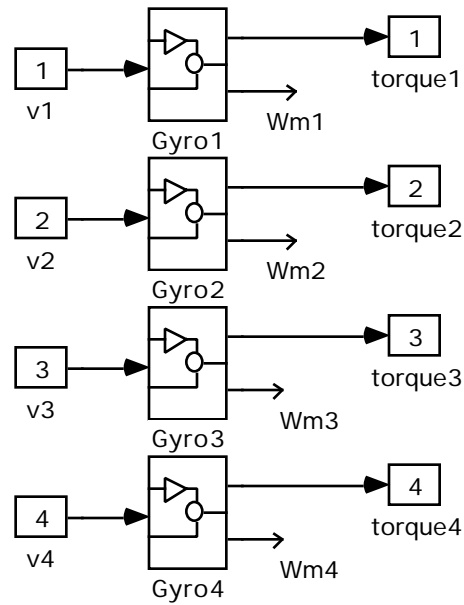 1
1
v1
torque1
Wm1
Gyro1
2
2
v2
torque2
Wm2
Gyro2
3
3
v3
torque3
Wm3
Gyro3
4
4
v4
torque4
Wm4
Gyro4